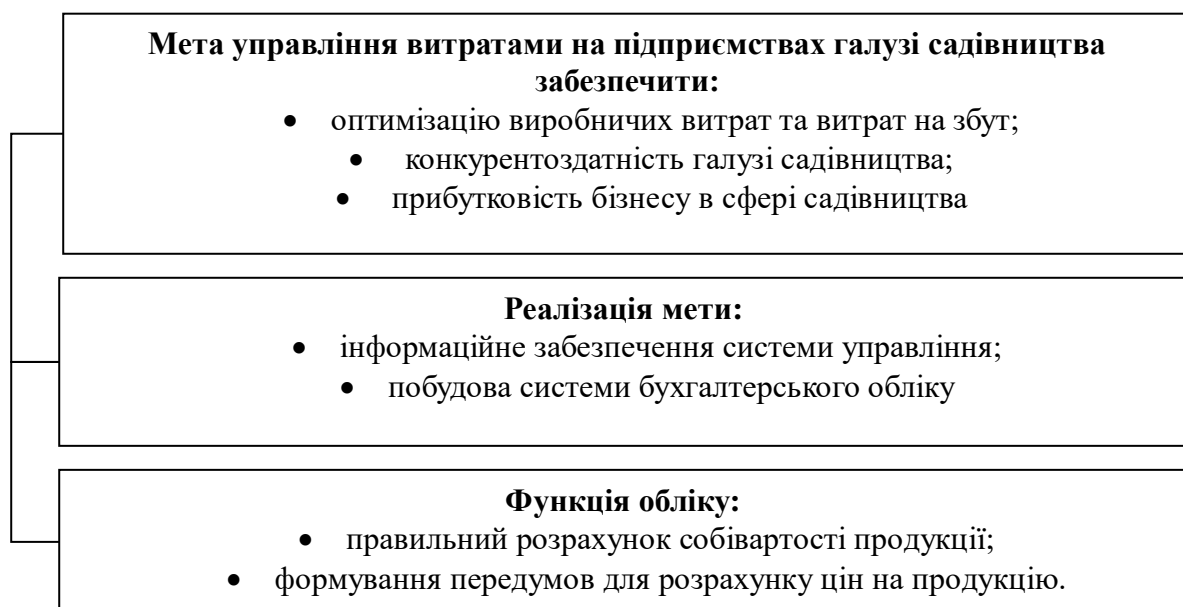 Мета управління витратами на підприємствах галузі садівництва
забезпечити:
• оптимізацію виробничих витрат та витрат на збут;
• конкурентоздатність галузі садівництва;
• прибутковість бізнесу в сфері садівництва
Реалізація мети:
• інформаційне забезпечення системи управління;
• побудова системи бухгалтерського обліку
Функція обліку:
• правильний розрахунок собівартості продукції;
• формування передумов для розрахунку цін на продукцію.